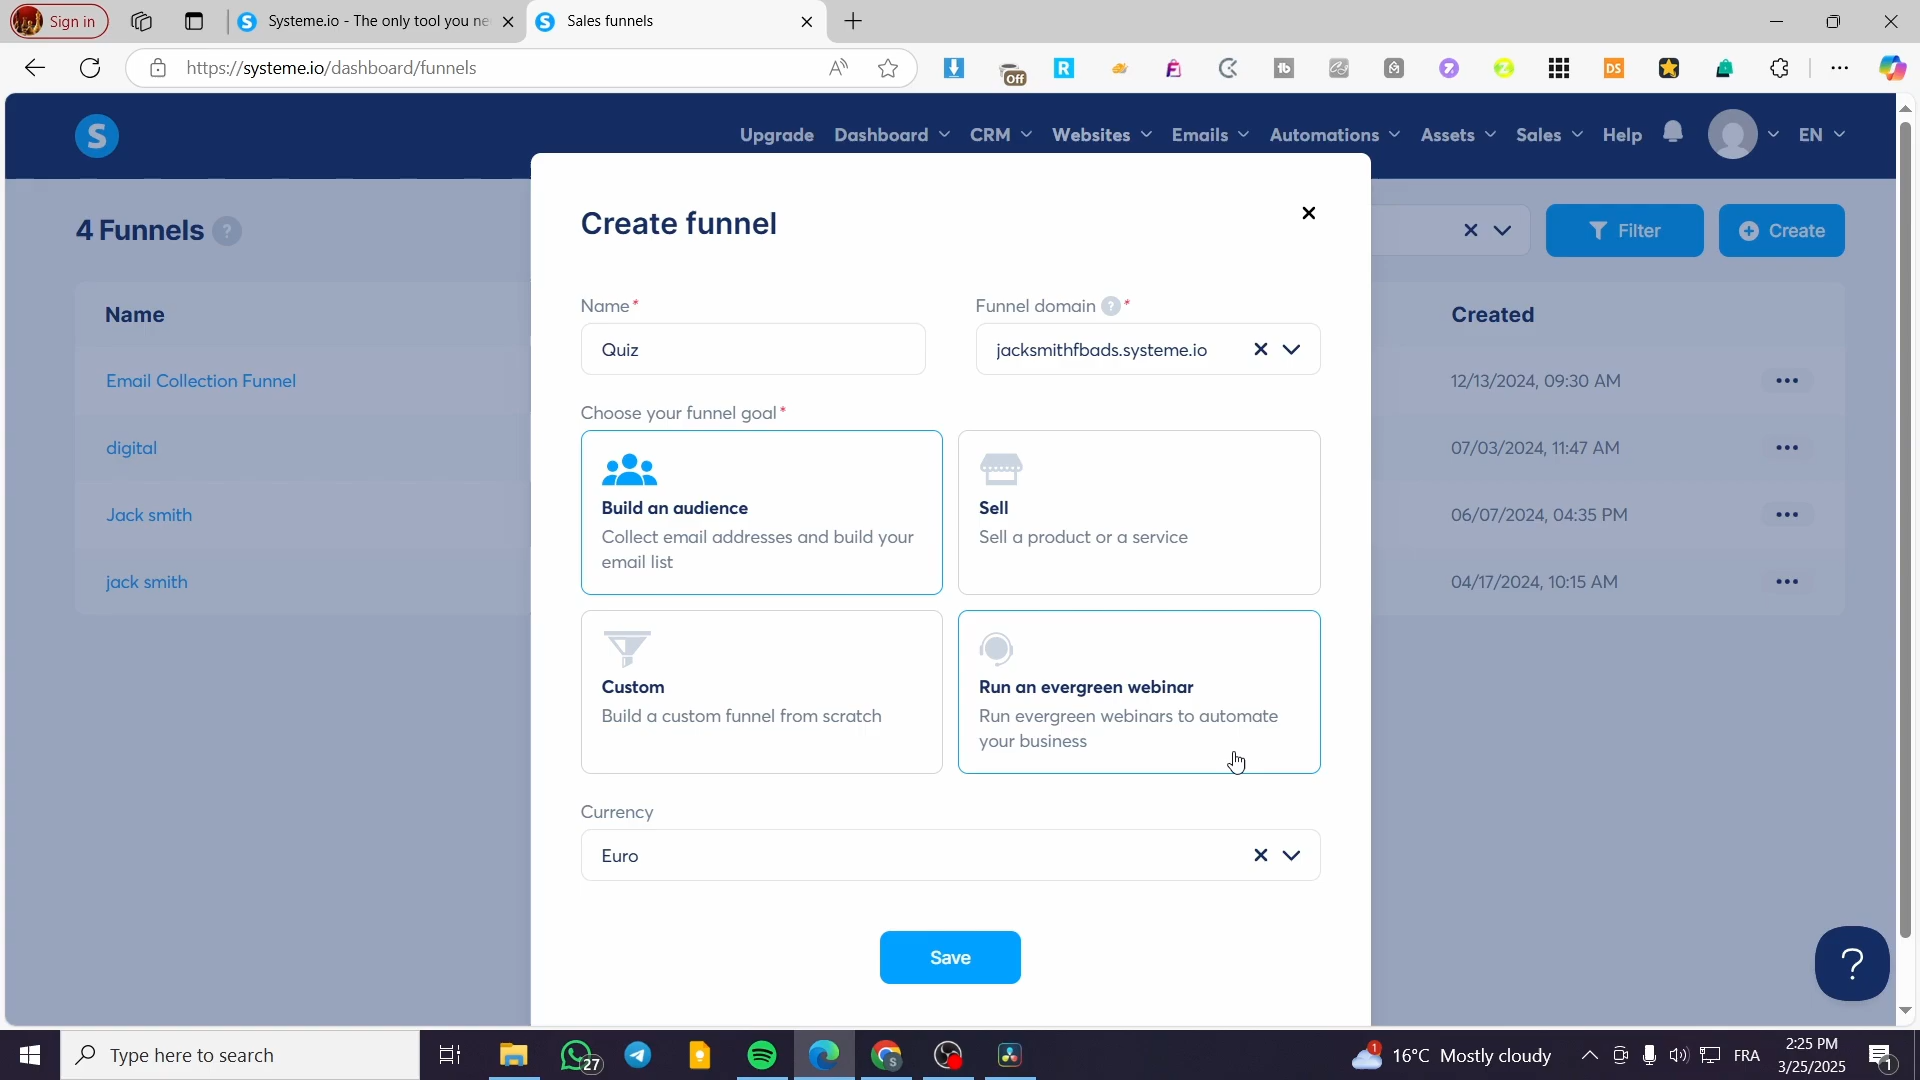 Sign in
Systeme.io - The only tool you ne
Sales funnels
https://systeme.io/dashboard/funnels
Off
S
Upgrade Dashboard CRM Websites Emails Automations Assets Sales Help EN
4 Funnels ?
Filter
Create
Name
Created
Email Collection Funnel
12/13/2024, 09:30 AM
digital
07/03/2024, 11:47 AM
Jack smith
06/07/2024, 04:35 PM
jack smith
04/17/2024, 10:15 AM
Create funnel
Name*
Funnel domain ? *
Quiz
jacksmithfbads.systeme.io
Choose your funnel goal*
Build an audience
Collect email addresses and build your
email list
Sell
Sell a product or a service
Custom
Build a custom funnel from scratch
Run an evergreen webinar
Run evergreen webinars to automate
your business
Currency
Euro
Save
?
Type here to search
27
1
16°C Mostly cloudy
FRA
2:25 PM
3/25/2025
1